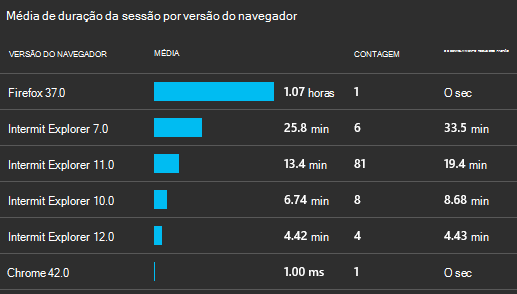 Média de duração da sessão por versão do navegador
VERSÃO DO NAVEGADOR MÉDIA CONTAGEM
Firefox 37.0 1.07 horas 1 O sec
Intermit Explorer 7.0 25.8 min 6 33.5 min
Intermit Explorer 11.0 13.4 min 81 19.4 min
Intermit Explorer 10.0 6.74 min 8 8.68 min
Intermit Explorer 12.0 4.42 min 4 4.43 min
Chrome 42.0 1.00 ms 1 O sec